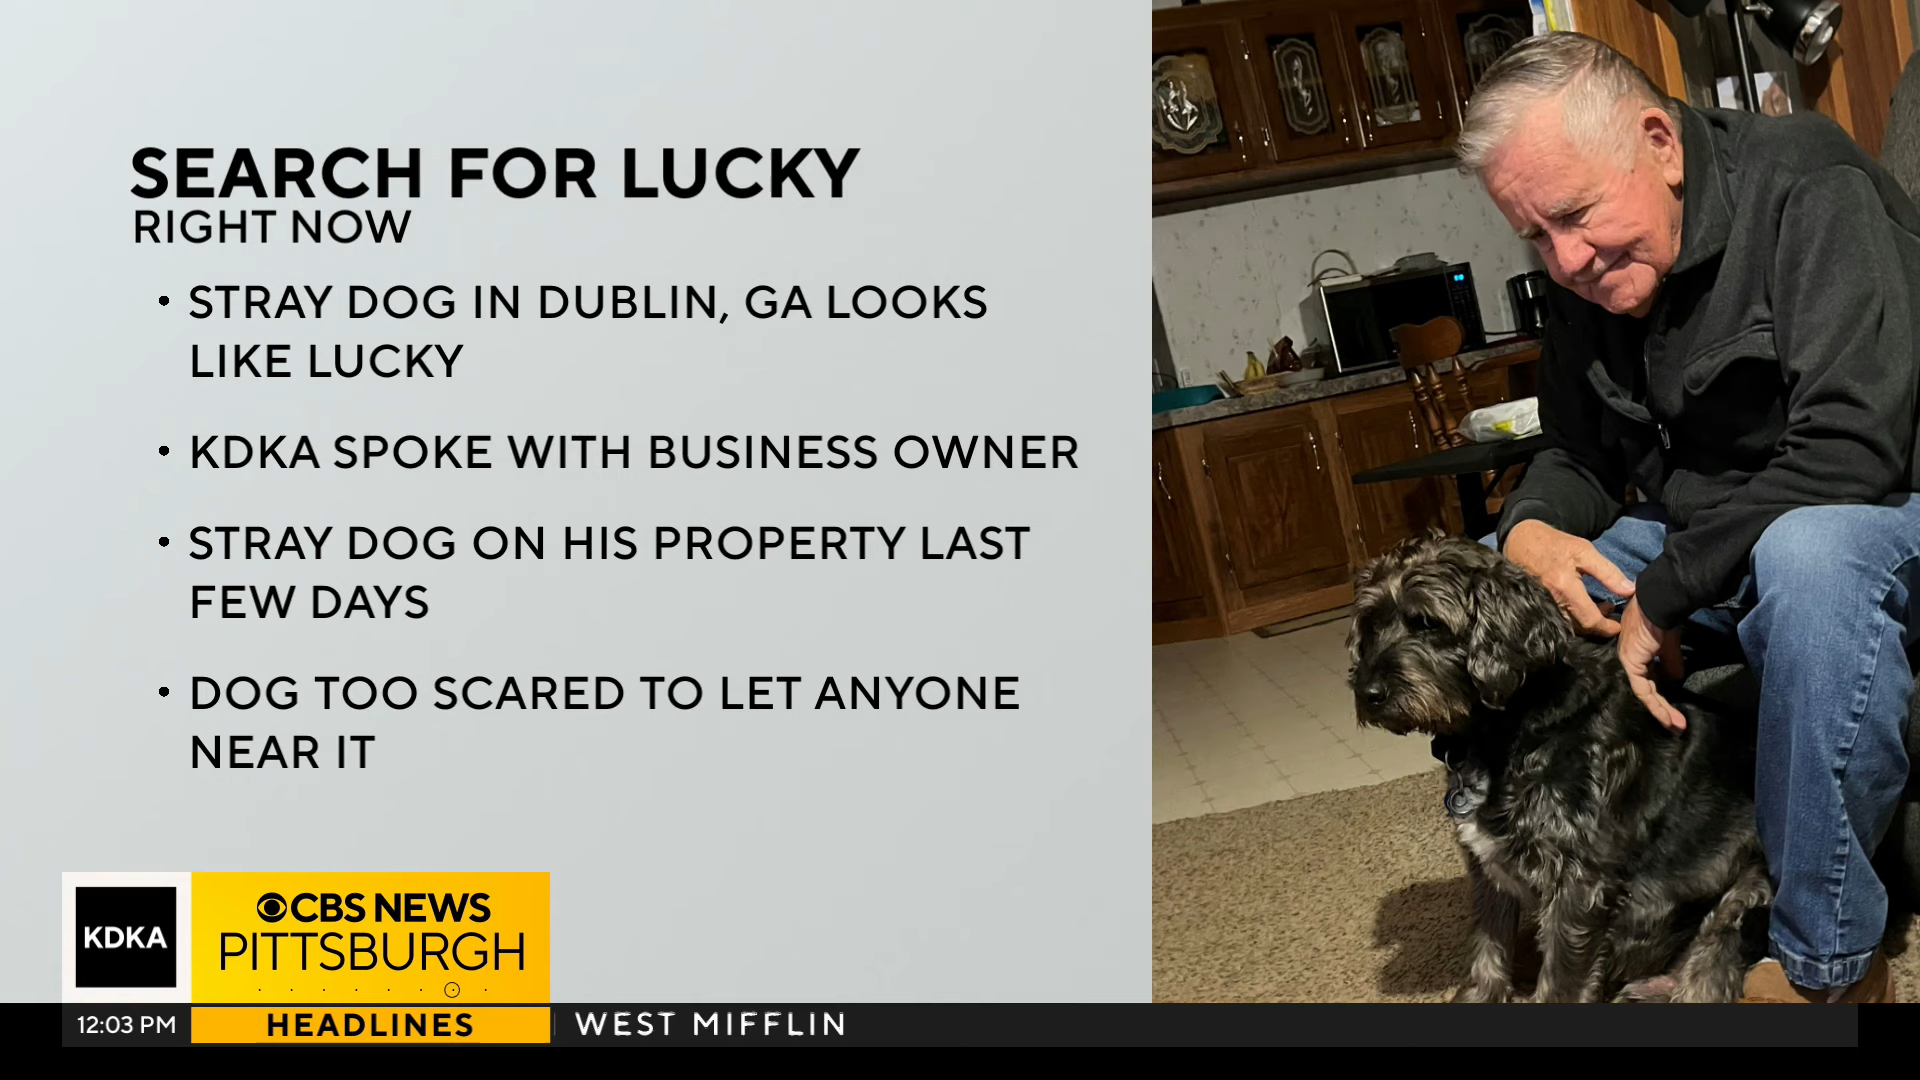 SEARCH FOR LUCKY
RIGHT NOW
• STRAY DOG IN DUBLIN, GA LOOKS
LIKE LUCKY
• KDKA SPOKE WITH BUSINESS OWNER
• STRAY DOG ON HIS PROPERTY LAST
FEW DAYS
• DOG TOO SCARED TO LET ANYONE
NEAR IT
KDKA
CBS NEWS
PITTSBURGH
12:03 PM
HEADLINES
WEST MIFFLIN